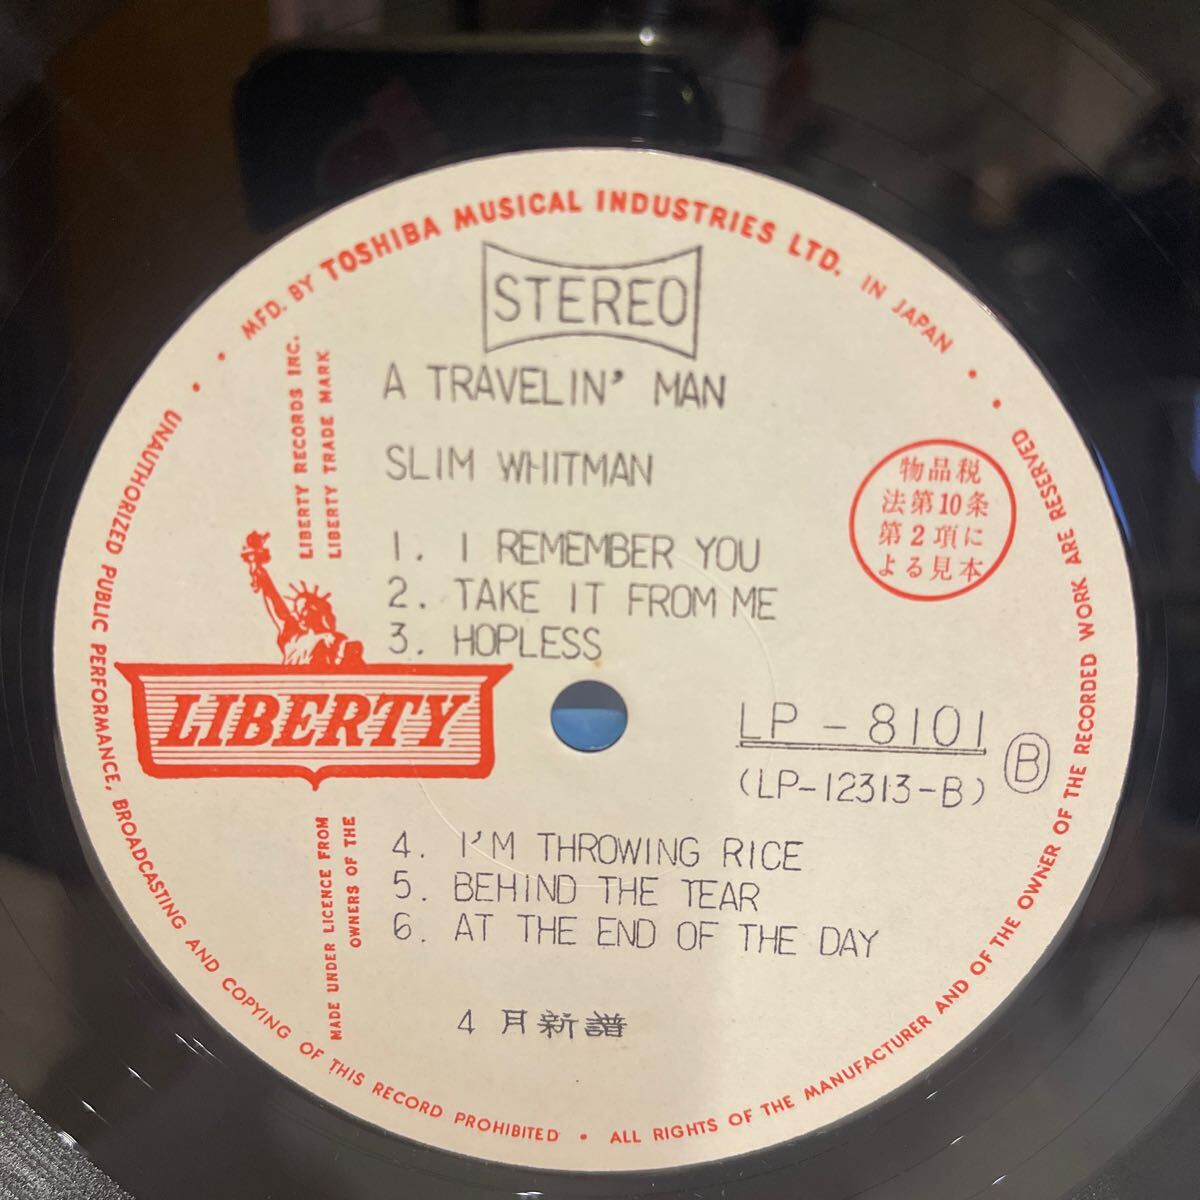 MFD. BY TOSHIBA MUSICAL INDUSTRIES LTD. IN JAPAN
STEREO
A TRAVELIN' MAN
SLIM WHITMAN
1. I REMEMBER YOU
2. TAKE IT FROM ME
3. HOPLESS
LIBERTY RECORDS INC.
LIBERTY TRADE MARK
物品税
法第10条
第2項に
よる見本
LIBERTY
LP-8101
(LP-12313-B)
B
4. I'M THROWING RICE
5. BEHIND THE TEAR
6. AT THE END OF THE DAY
MADE UNDER LICENCE FROM
OWNERS OF THE
4月新譜
UNAUTHORIZED PUBLIC PERFORMANCE, BROADCASTING AND COPYING OF THIS RECORD PROHIBITED • ALL RIGHTS OF THE MANUFACTURER AND OF THE OWNER OF THE RECORDED WORK ARE RESERVED